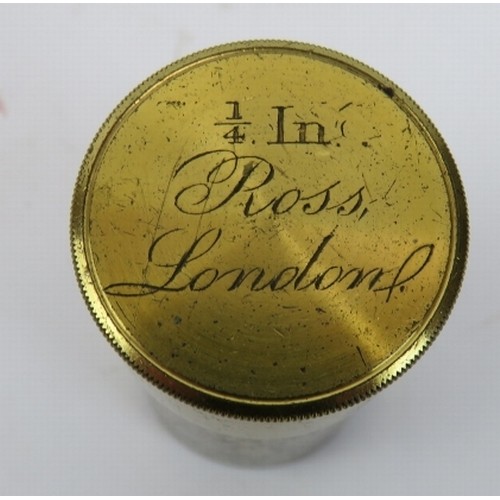 1/4 In.
Ross,
London.